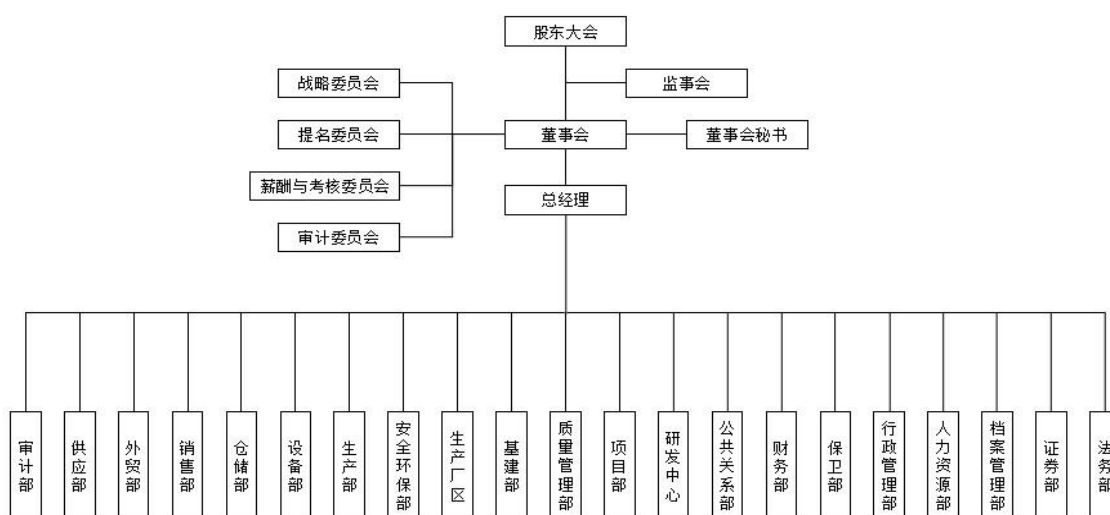 股东大会
战略委员会
监事会
提名委员会
董事会
董事会秘书
薪酬与考核委员会
总经理
审计委员会
审计部
供应部
外贸部
销售部
仓储部
设备部
生产部
安全环保部
生产厂区
基建部
质量管理部
项目部
研发中心
公共关系部
财务部
保卫部
行政管理部
人力资源部
档案管理部
证券部
法务部